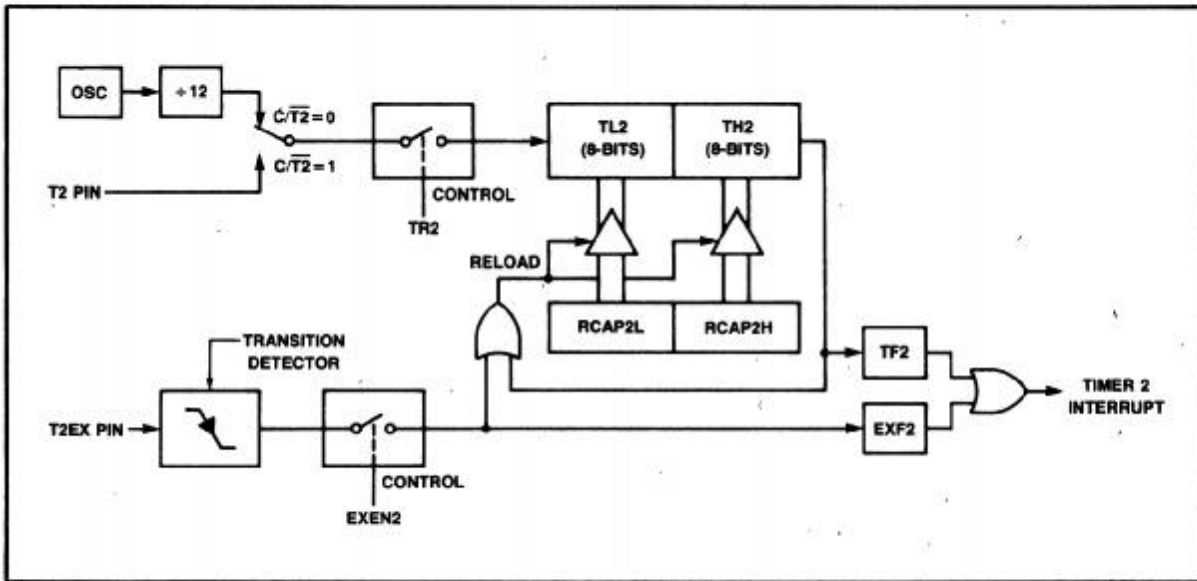 OSC
÷ 12
C/T2̅ = 0
C/T2̅ = 1
T2 PIN
CONTROL
TR2
TL2
(8-BITS)
TH2
(8-BITS)
RELOAD
RCAP2L
RCAP2H
TRANSITION
DETECTOR
T2EX PIN
CONTROL
EXEN2
TF2
EXF2
TIMER 2
INTERRUPT